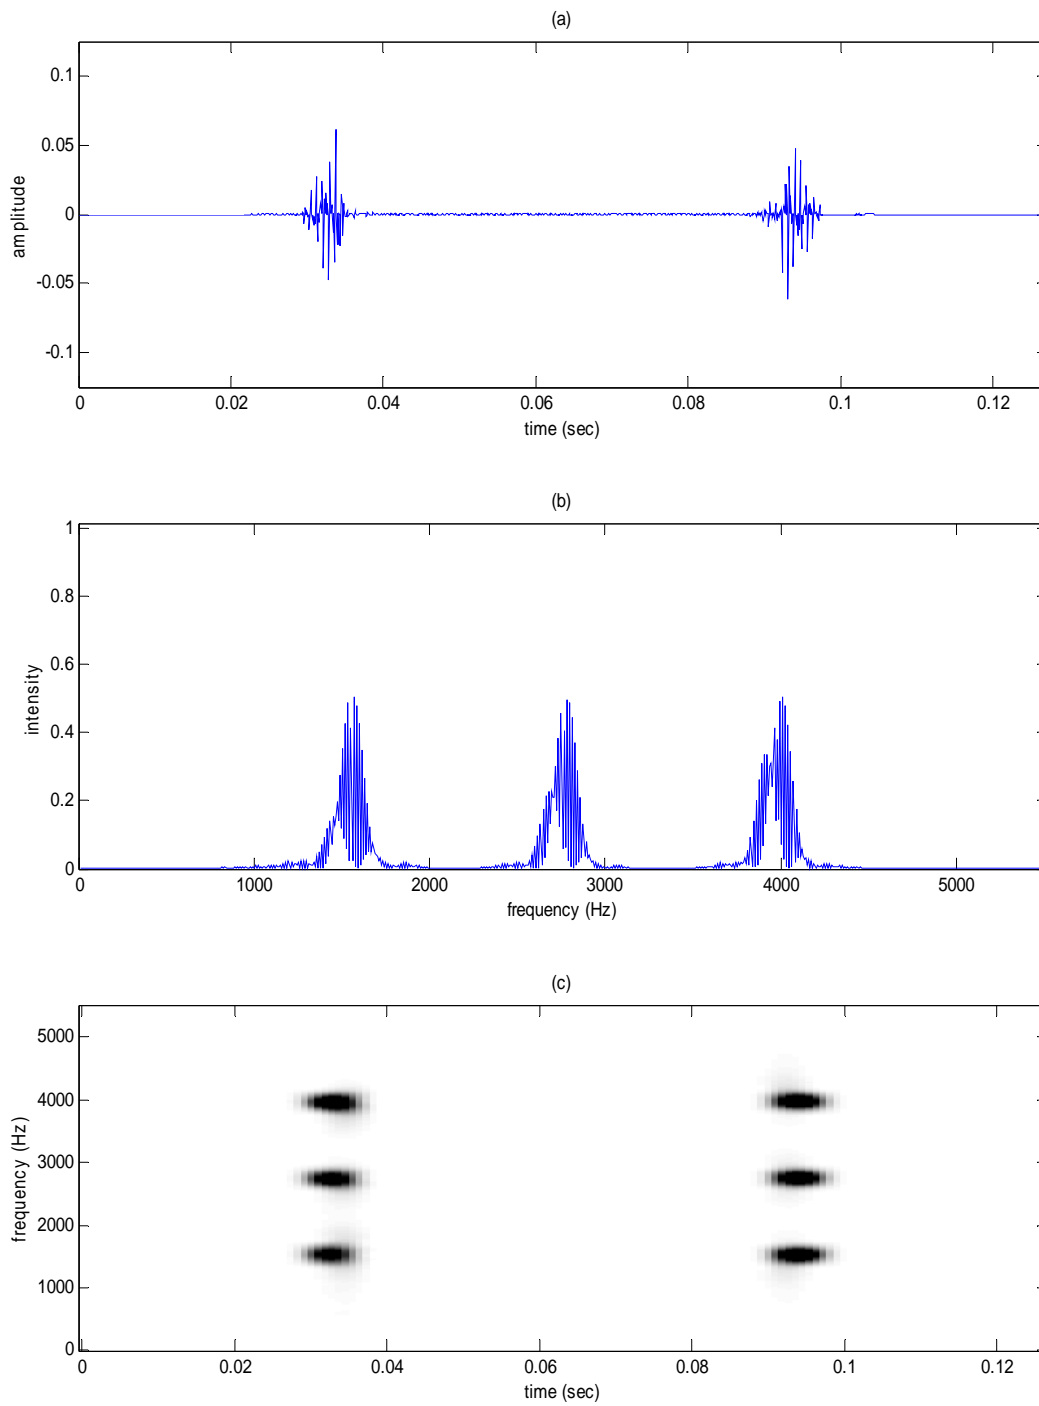 (a)
0.1
0.05
0
-0.05
-0.1
amplitude
0 0.02 0.04 0.06 0.08 0.1 0.12
time (sec)
(b)
1
0.8
0.6
0.4
0.2
0
intensity
0 1000 2000 3000 4000 5000
frequency (Hz)
(c)
5000
4000
3000
2000
1000
0
frequency (Hz)
0 0.02 0.04 0.06 0.08 0.1 0.12
time (sec)